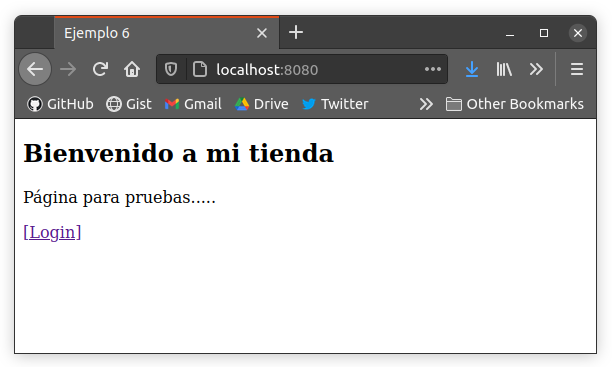 Ejemplo 6
localhost:8080
GitHub Gist Gmail Drive Twitter Other Bookmarks
Bienvenido a mi tienda
Página para pruebas.....
[Login]